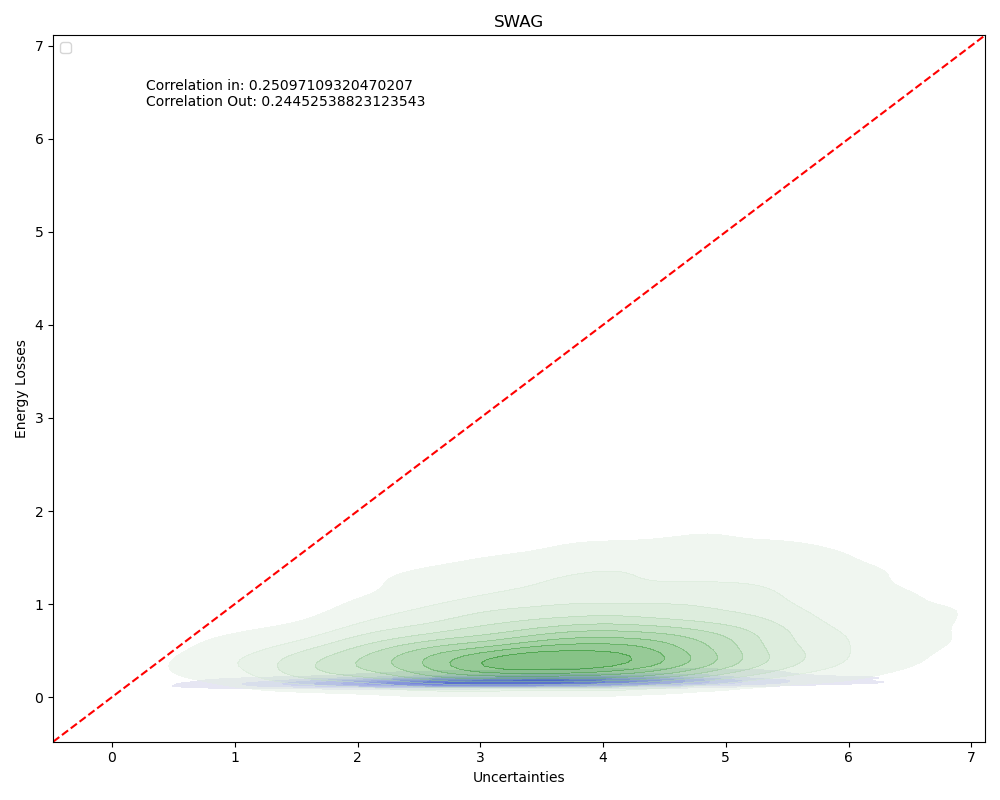 SWAG
7
Correlation in: 0.25097109320470207
Correlation Out: 0.24452538823123543
6
5
4
3
2
1
0
Energy Losses
0 1 2 3 4 5 6 7
Uncertainties